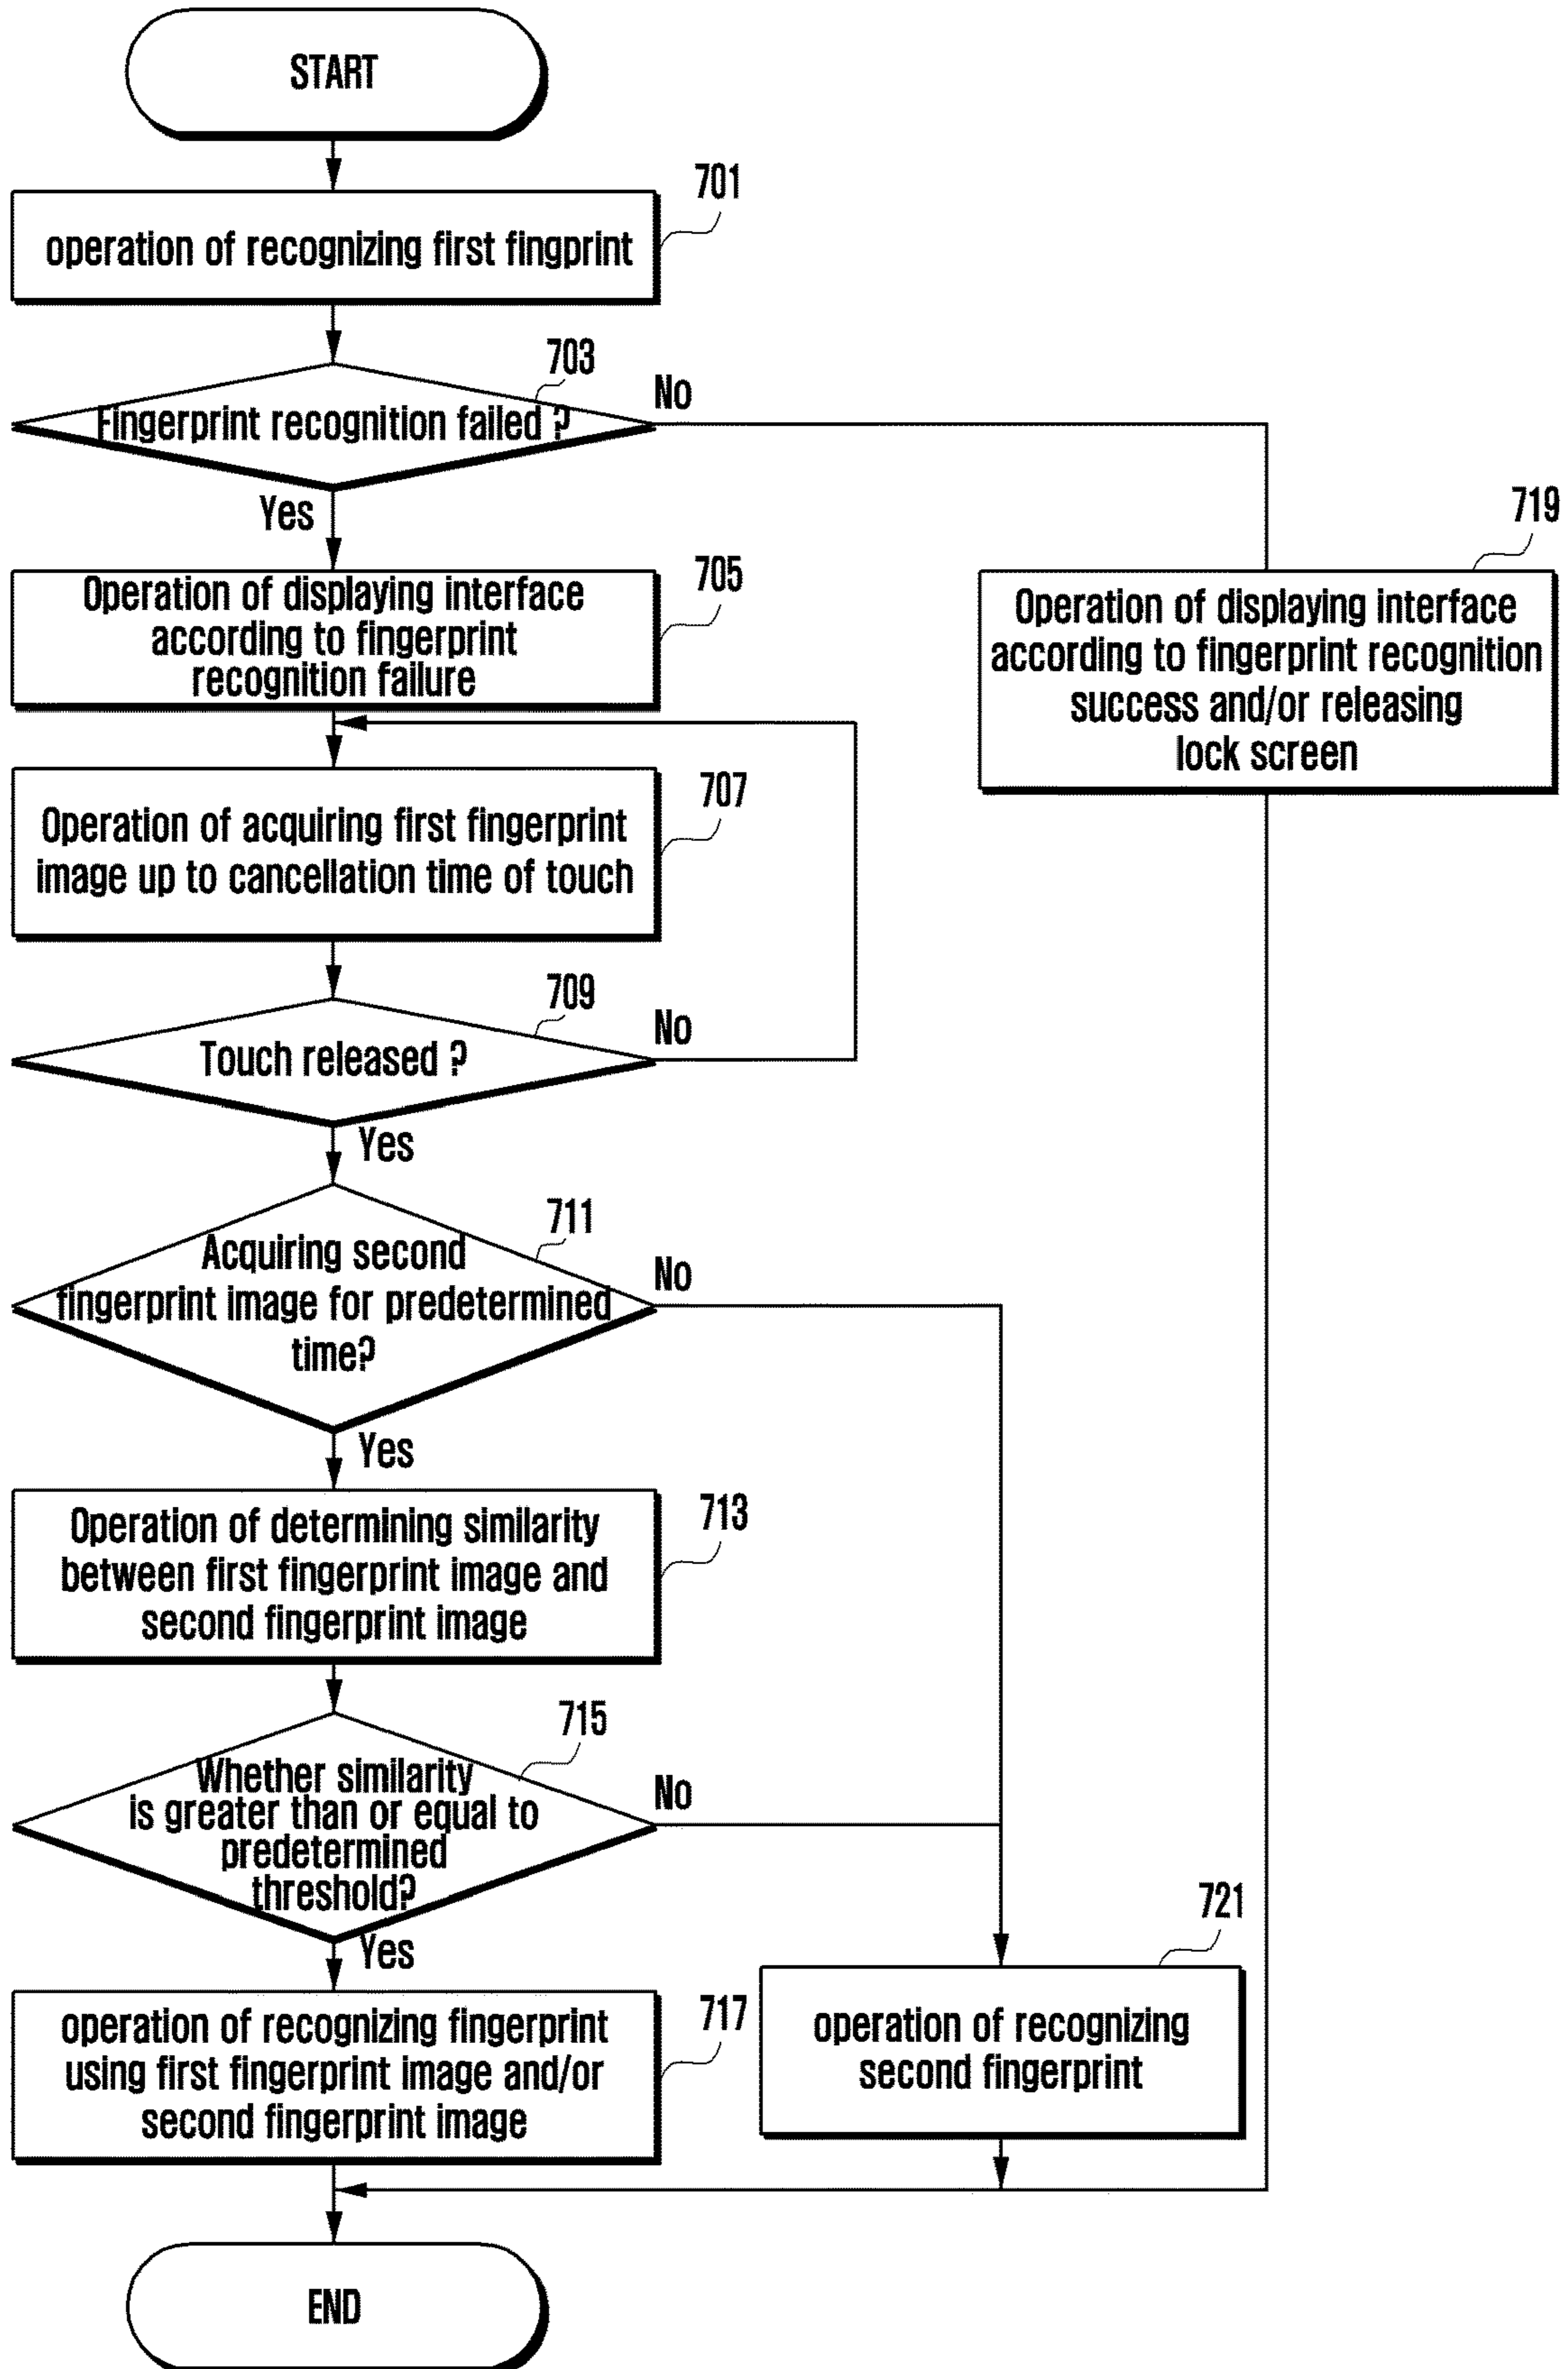 START
701
operation of recognizing first fingprint
703
Fingerprint recognition failed ?
No
Yes
719
705
Operation of displaying interface
according to fingerprint
recognition failure
Operation of displaying interface
according to fingerprint recognition
success and/or releasing
lock screen
707
Operation of acquiring first fingerprint
image up to cancellation time of touch
709
Touch released ?
No
Yes
711
Acquiring second
fingerprint image for predetermined
time?
No
Yes
713
Operation of determining similarity
between first fingerprint image and
second fingerprint image
715
Whether similarity
is greater than or equal to
predetermined
threshold?
No
Yes
721
717
operation of recognizing fingerprint
using first fingerprint image and/or
second fingerprint image
operation of recognizing
second fingerprint
END